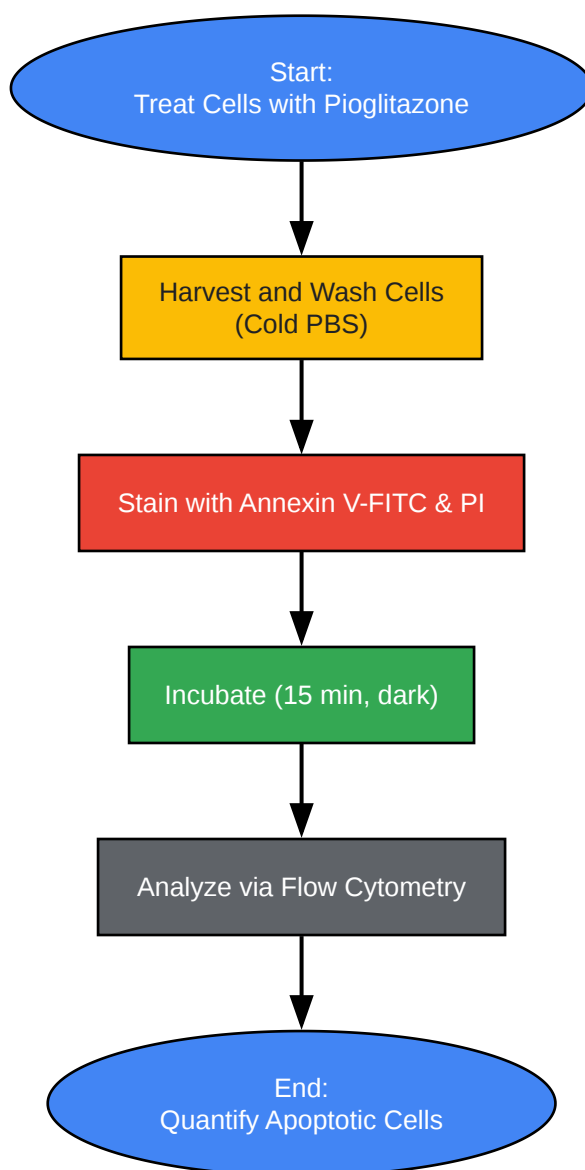 Start:
Treat Cells with Pioglitazone
Harvest and Wash Cells
(Cold PBS)
Stain with Annexin V-FITC & PI
Incubate (15 min, dark)
Analyze via Flow Cytometry
End:
Quantify Apoptotic Cells